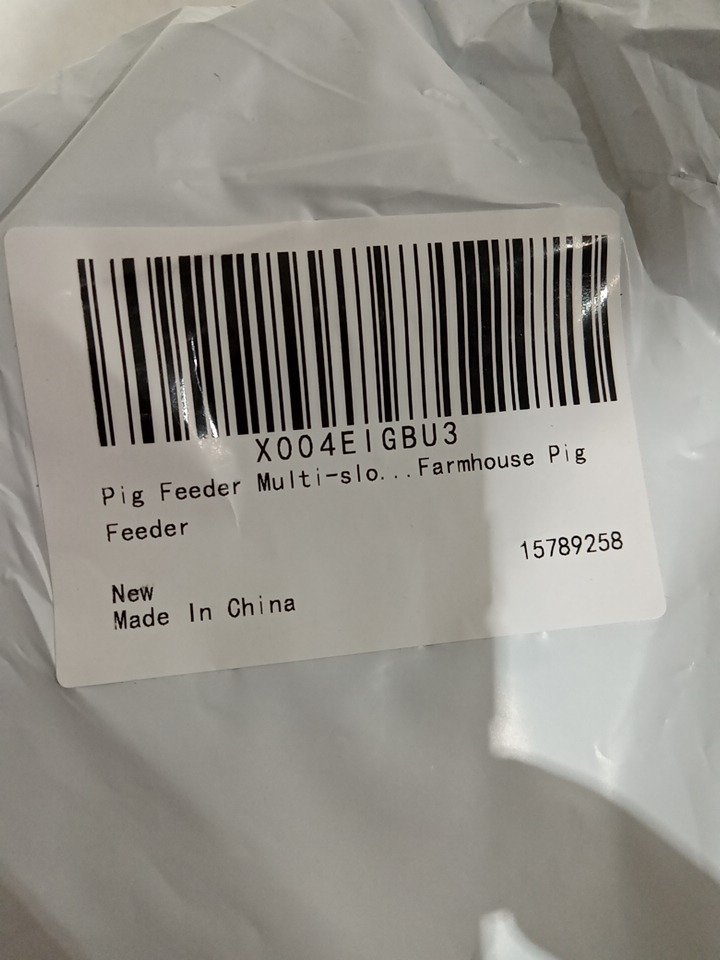 X004EIGBU3
Pig Feeder Multi-slo...Farmhouse Pig
Feeder
15789258
New
Made In China